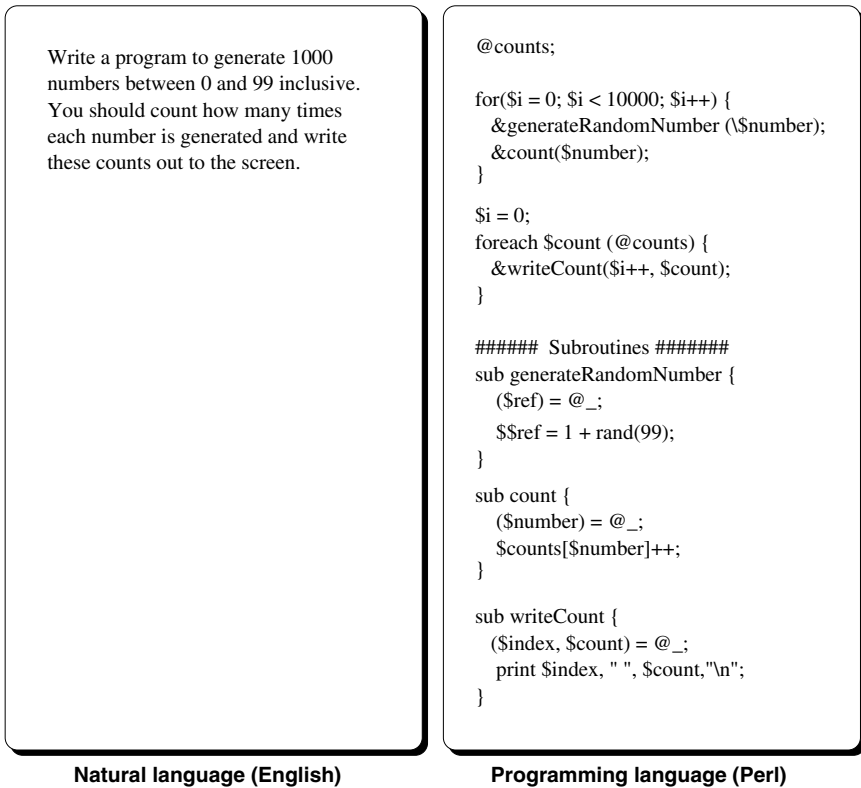 Write a program to generate 1000
numbers between 0 and 99 inclusive.
You should count how many times
each number is generated and write
these counts out to the screen.
@counts;
for($i = 0; $i < 10000; $i++) {
&generateRandomNumber (\$number);
&count($number);
}
$i = 0;
foreach $count (@counts) {
&writeCount($i++, $count);
}
###### Subroutines #######
sub generateRandomNumber {
($ref) = @_;
$$ref = 1 + rand(99);
}
sub count {
($number) = @_;
$counts[$number]++;
}
sub writeCount {
($index, $count) = @_;
print $index, " ", $count,"\n";
}
Natural language (English)
Programming language (Perl)